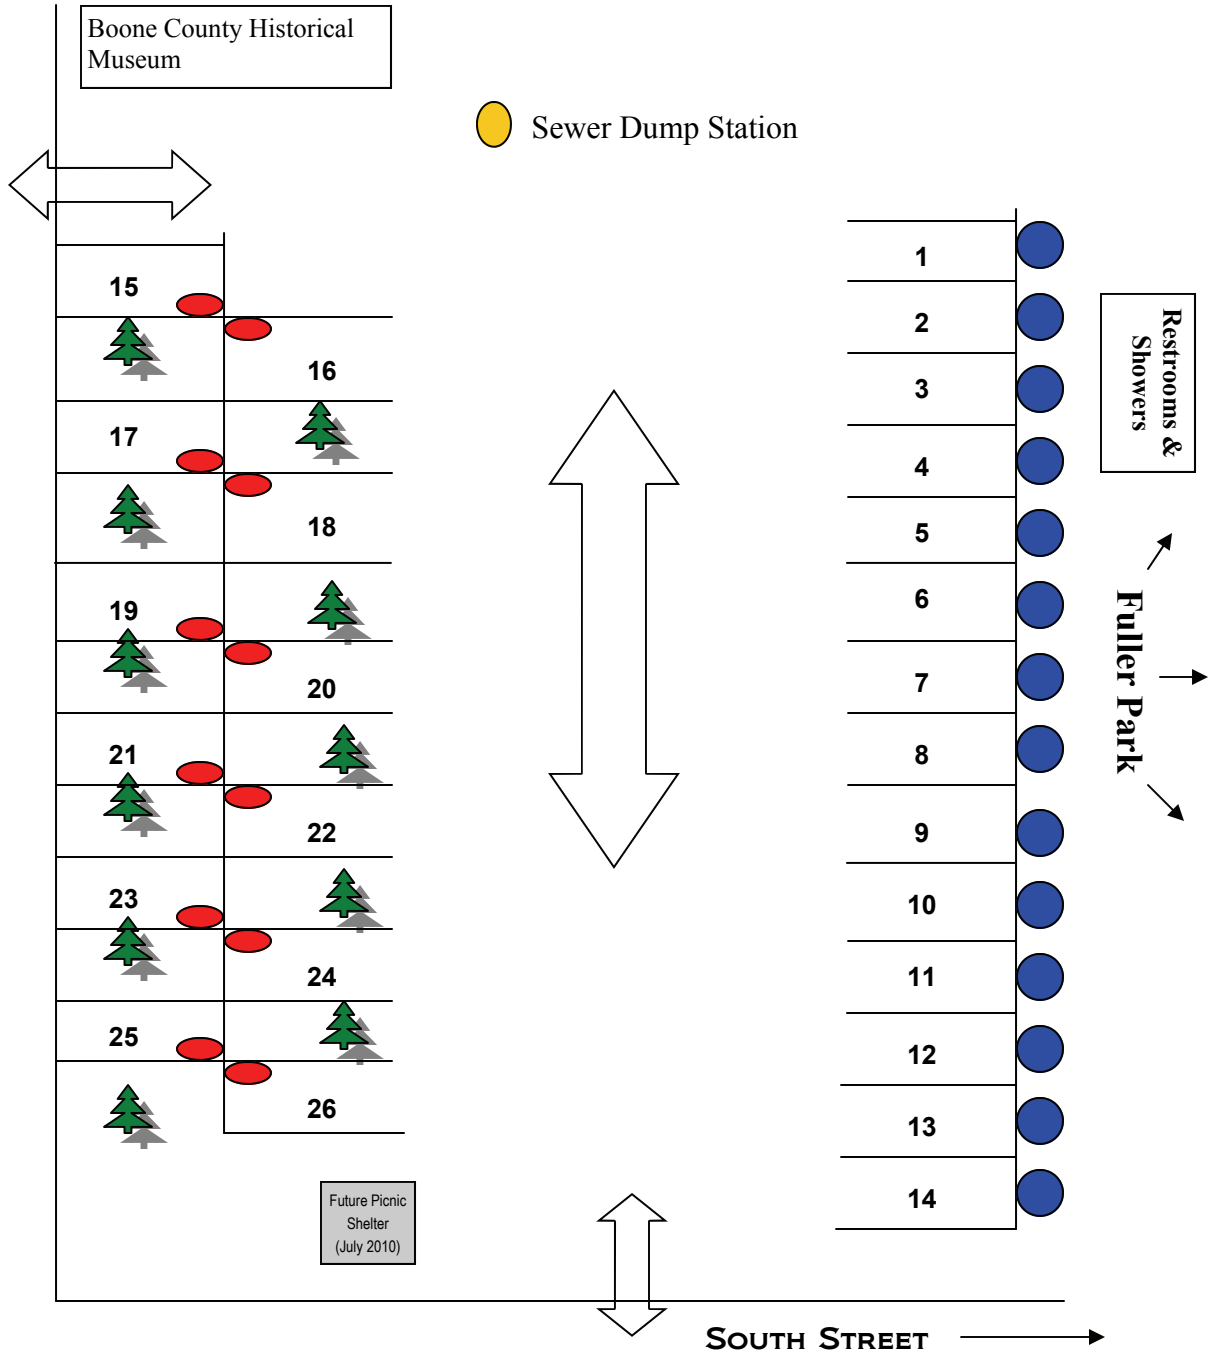 Boone County Historical
Museum
Sewer Dump Station
15
16
17
18
19
20
21
22
23
24
25
26
1
2
3
4
5
6
7
8
9
10
11
12
13
14
Restrooms &
Showers
Fuller Park
Future Picnic
Shelter
(July 2010)
SOUTH STREET